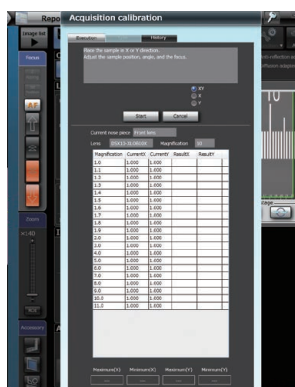 Repo
Acquisition calibration
Image list
Execution
History
Place the sample in X or Y direction.
Adjust the sample position, angle, and the focus.
Focus
AF
XY
X
Y
Start
Cancel
Current nose piece Front lens
Lens
Magnification 10
Magnification CurrentX CurrentY ResultX ResultY
1.0 1.000 1.000
1.1 1.000 1.000
1.2 1.000 1.000
1.3 1.000 1.000
1.4 1.000 1.000
1.5 1.000 1.000
1.6 1.000 1.000
1.7 1.000 1.000
1.8 1.000 1.000
1.9 1.000 1.000
2.0 1.000 1.000
3.0 1.000 1.000
4.0 1.000 1.000
5.0 1.000 1.000
6.0 1.000 1.000
7.0 1.000 1.000
8.0 1.000 1.000
9.0 1.000 1.000
10.0 1.000 1.000
11.0 1.000 1.000
Zoom
Accessory
Maximum(X) Minimum(X) Maximum(Y) Minimum(Y)
... ... ... ...